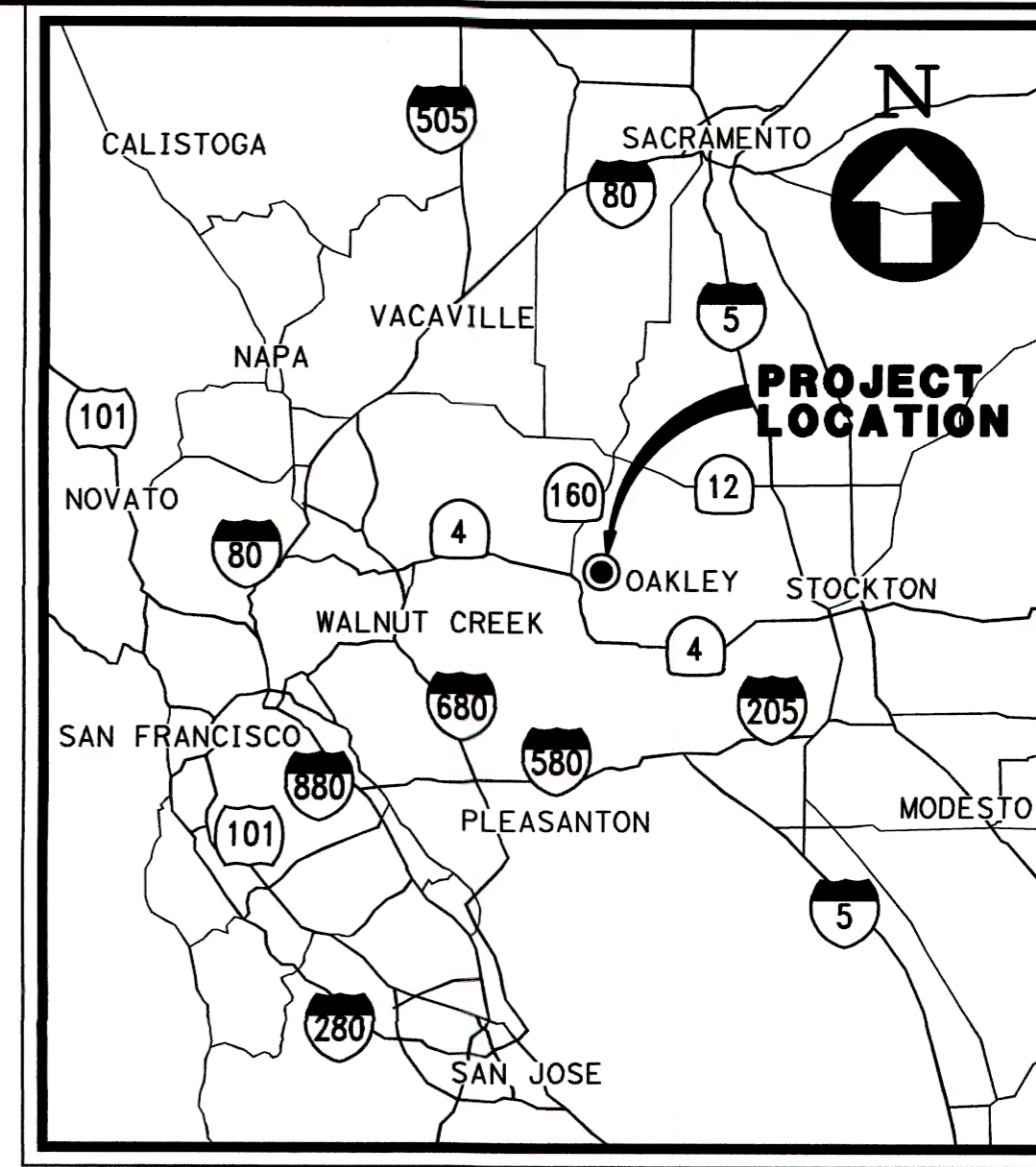 N
505
CALISTOGA
SACRAMENTO
80
VACAVILLE
5
NAPA
PROJECT
LOCATION
101
NOVATO
160
12
4
80
OAKLEY
STOCKTON
WALNUT CREEK
4
680
205
SAN FRANCISCO
580
880
MODESTO
PLEASANTON
101
5
280
SAN JOSE